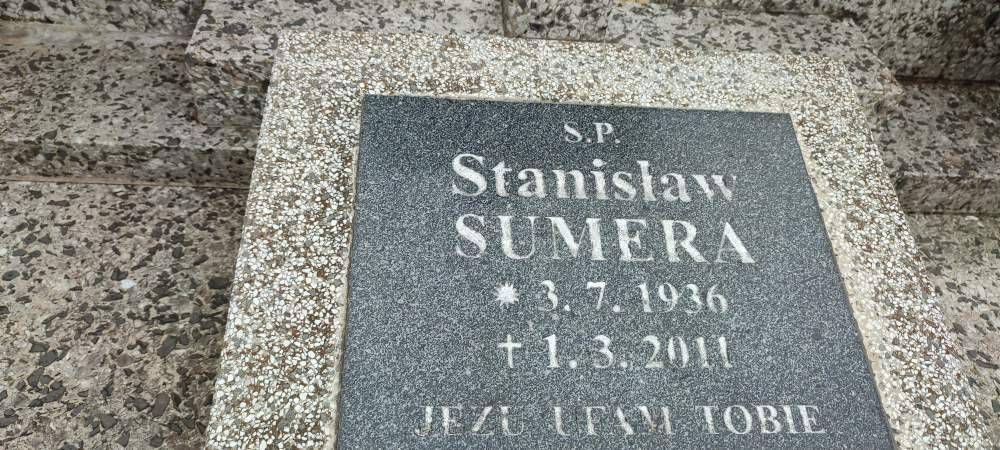 Ś.P.
Stanisław
SUMERA
* 3. 7. 1936
✝ 1. 3. 2011
JEZU UFAM TOBIE